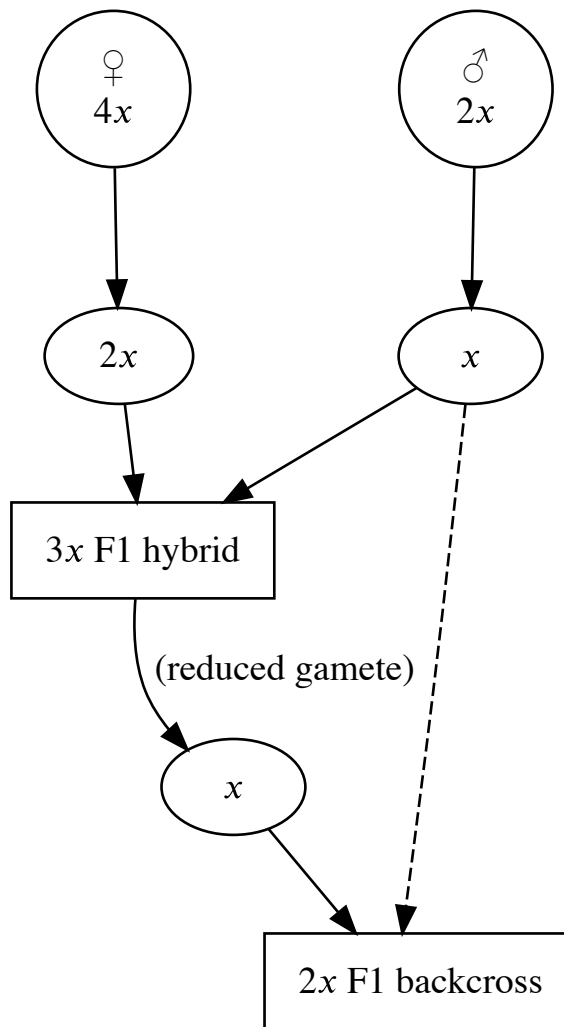 ♀ ♂
4x 2x
2x x
3x F1 hybrid
(reduced gamete)
x
2x F1 backcross